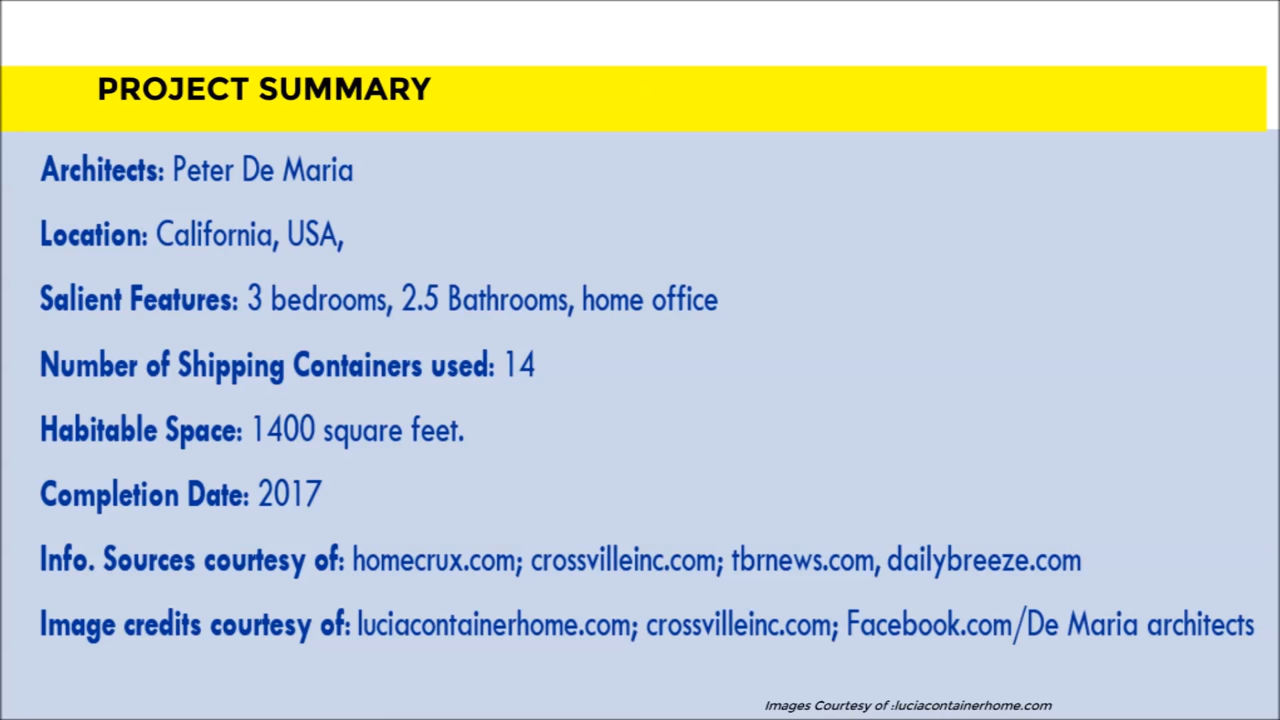 PROJECT SUMMARY
Architects: Peter De Maria
Location: California, USA,
Salient Features: 3 bedrooms, 2.5 Bathrooms, home office
Number of Shipping Containers used: 14
Habitable Space: 1400 square feet.
Completion Date: 2017
Info. Sources courtesy of: homecrux.com; crossvilleinc.com; tbrnews.com, dailybreeze.com
Image credits courtesy of: luciacontainerhome.com; crossvilleinc.com; Facebook.com/De Maria architects
Images Courtesy of :luciacontainerhome.com